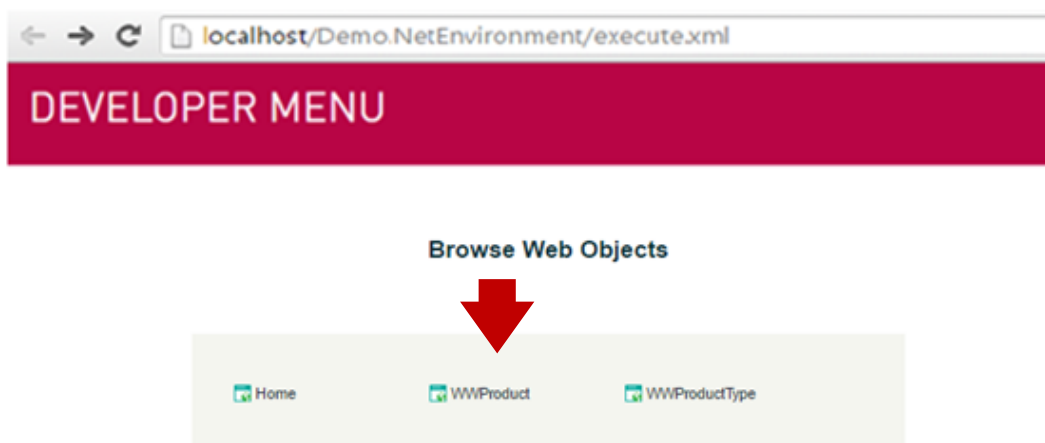 localhost/Demo.NetEnvironment/execute.xml
DEVELOPER MENU
Browse Web Objects
Home WWProduct WWProductType